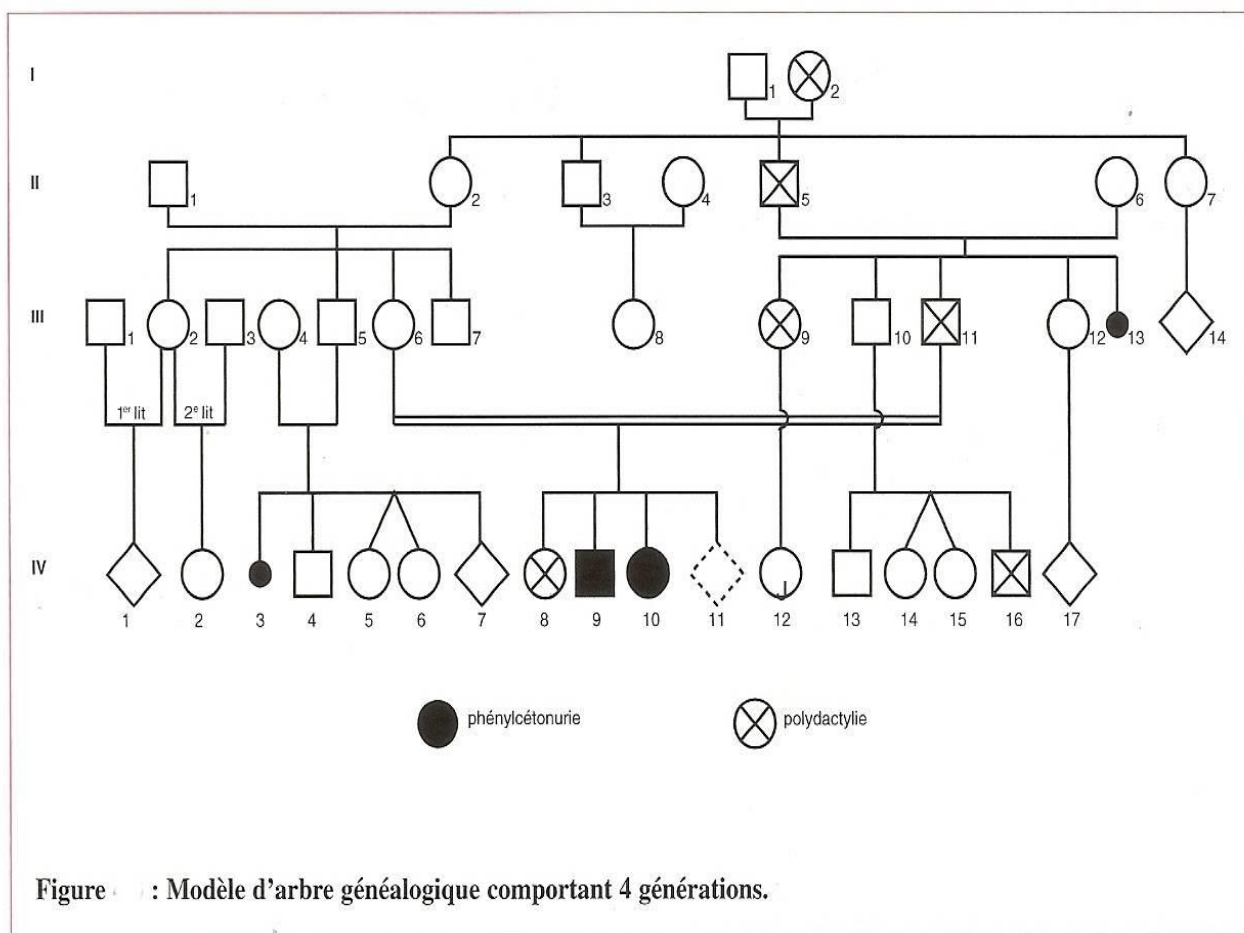 I
1 2
II
1 2 3 4 5 6 7
III
1 2 3 4 5 6 7 8 9 10 11 12 13 14
1er lit 2e lit
IV
1 2 3 4 5 6 7 8 9 10 11 12 13 14 15 16 17
phénylcétonurie polydactylie
Figure : Modèle d'arbre généalogique comportant 4 générations.